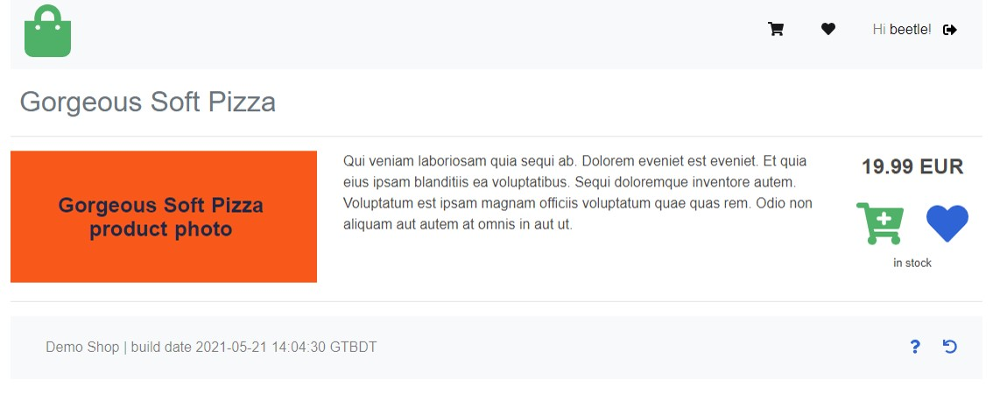 Hi beetle!
Gorgeous Soft Pizza
Gorgeous Soft Pizza
product photo
Qui veniam laboriosam quia sequi ab. Dolorem eveniet est eveniet. Et quia
eius ipsam blanditiis ea voluptatibus. Sequi doloremque inventore autem.
Voluptatum est ipsam magnam officiis voluptatum quae quas rem. Odio non
aliquam aut autem at omnis in aut ut.
19.99 EUR
in stock
Demo Shop | build date 2021-05-21 14:04:30 GTBDT
?